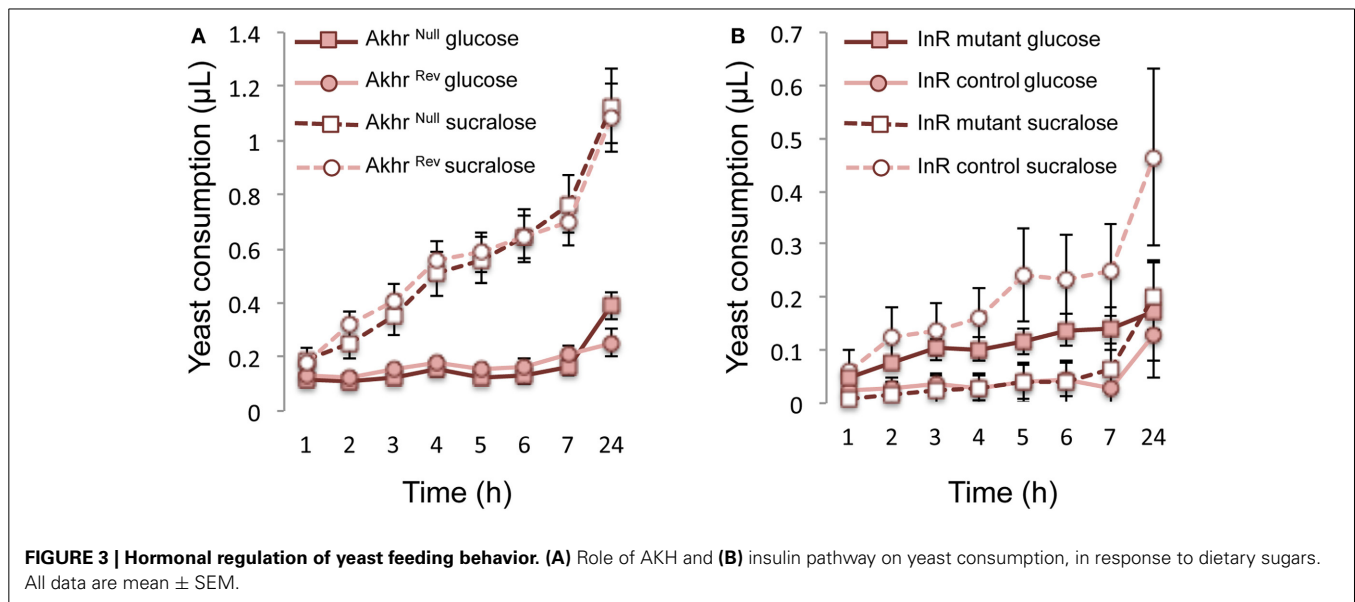 A
Akhr Null glucose
Akhr Rev glucose
Akhr Null sucralose
Akhr Rev sucralose
Yeast consumption (µL)
1.4
1.2
1
0.8
0.6
0.4
0.2
0
1 2 3 4 5 6 7 24
Time (h)
B
InR mutant glucose
InR control glucose
InR mutant sucralose
InR control sucralose
Yeast consumption (µL)
0.7
0.6
0.5
0.4
0.3
0.2
0.1
0
1 2 3 4 5 6 7 24
Time (h)
FIGURE 3 | Hormonal regulation of yeast feeding behavior. (A) Role of AKH and (B) insulin pathway on yeast consumption, in response to dietary sugars.
All data are mean ± SEM.